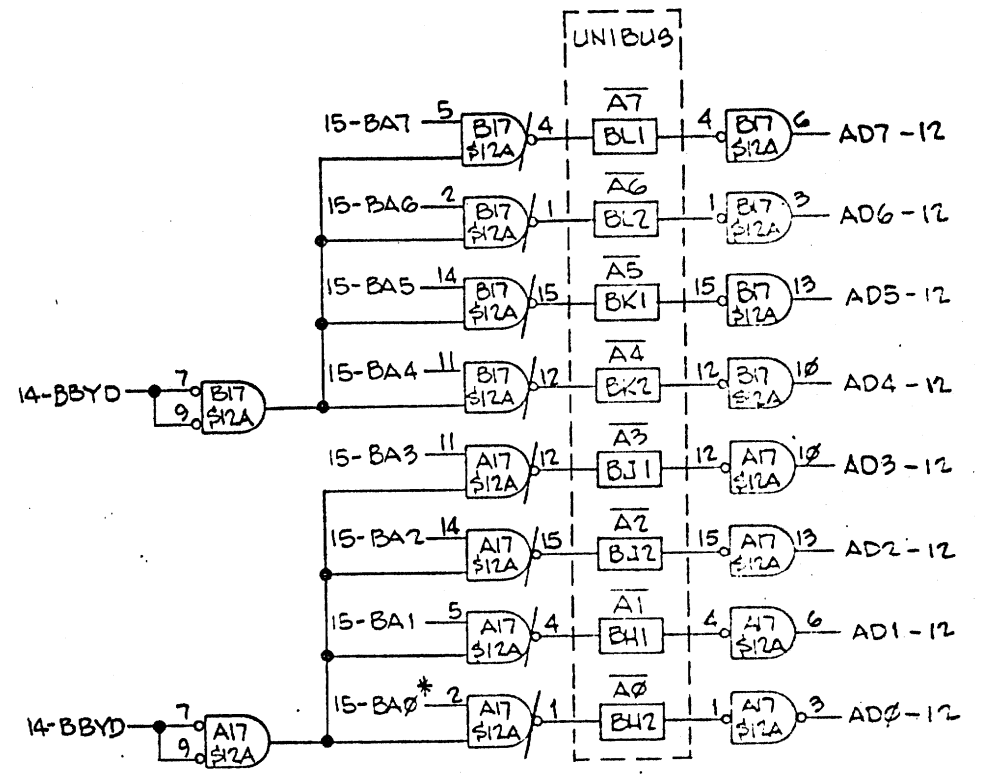 UNIBUS
A7
15-BA7 5 B17 $12A 4 BL1 4 B17 $12A 6 AD7-12
A6
15-BA6 2 B17 $12A 1 BL2 1 B17 $12A 3 AD6-12
A5
15-BA5 14 B17 $12A 15 BK1 15 B17 $12A 13 AD5-12
A4
15-BA4 11 B17 $12A 12 BK2 12 B17 $12A 10 AD4-12
14-BBYD 7 9 B17 $12A
A3
15-BA3 11 A17 $12A 12 BJ1 12 A17 $12A 10 AD3-12
A2
15-BA2 14 A17 $12A 15 BJ2 15 A17 $12A 13 AD2-12
A1
15-BA1 5 A17 $12A 4 BH1 4 A17 $12A 6 AD1-12
AØ
15-BAØ* 2 A17 $12A 1 BH2 1 A17 $12A 3 ADØ-12
14-BBYD 7 9 A17 $12A